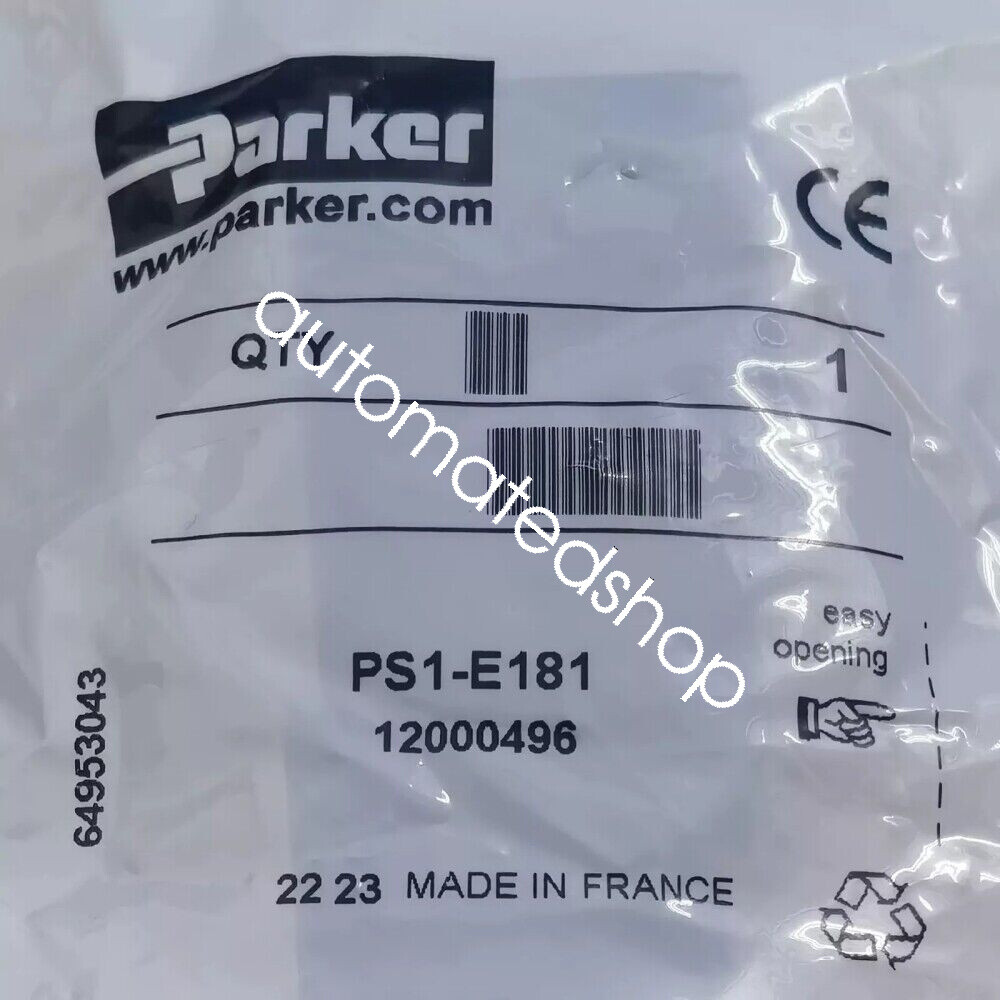 Parker
www.parker.com
CE
QTY 1
automatedshop
easy
opening
PS1-E181
12000496
64953043
22 23 MADE IN FRANCE